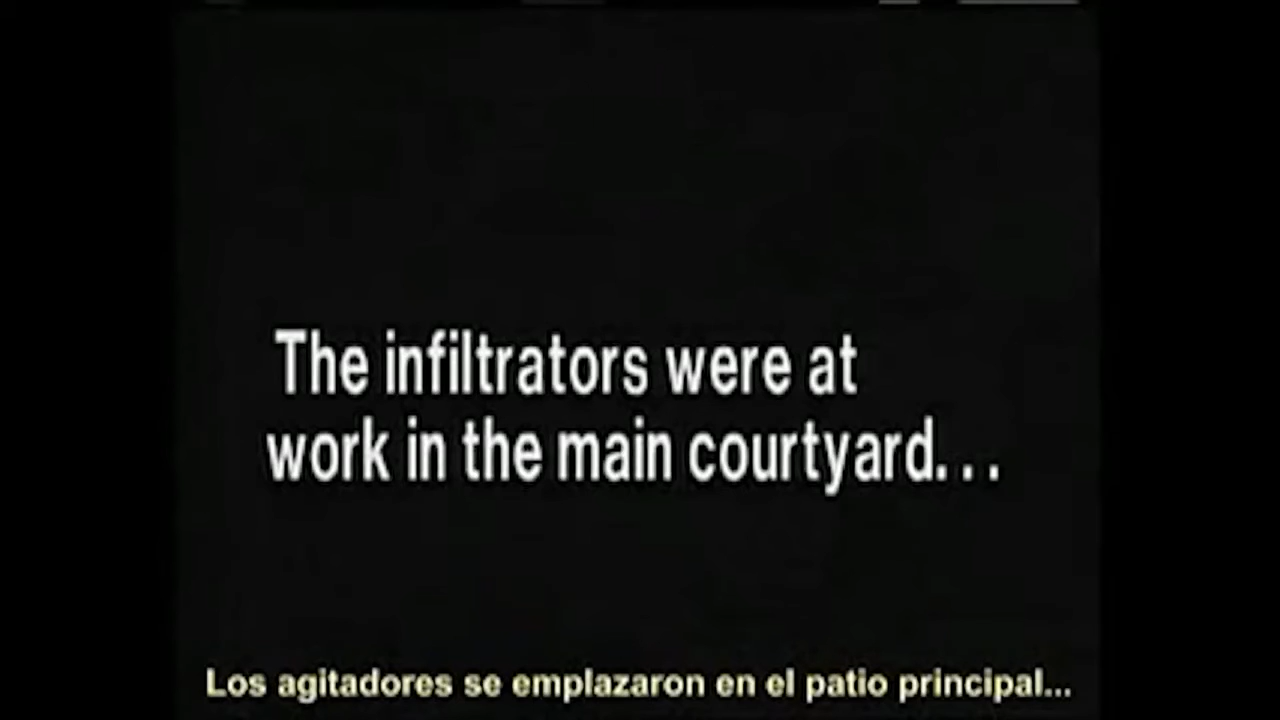 The infiltrators were at
work in the main courtyard...
Los agitadores se emplazaron en el patio principal...